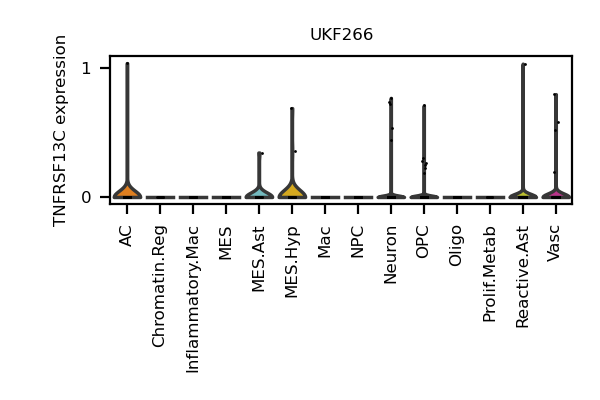 UKF266
TNFRSF13C expression
1
0
AC
Chromatin.Reg
Inflammatory.Mac
MES
MES.Ast
MES.Hyp
Mac
NPC
Neuron
OPC
Oligo
Prolif.Metab
Reactive.Ast
Vasc